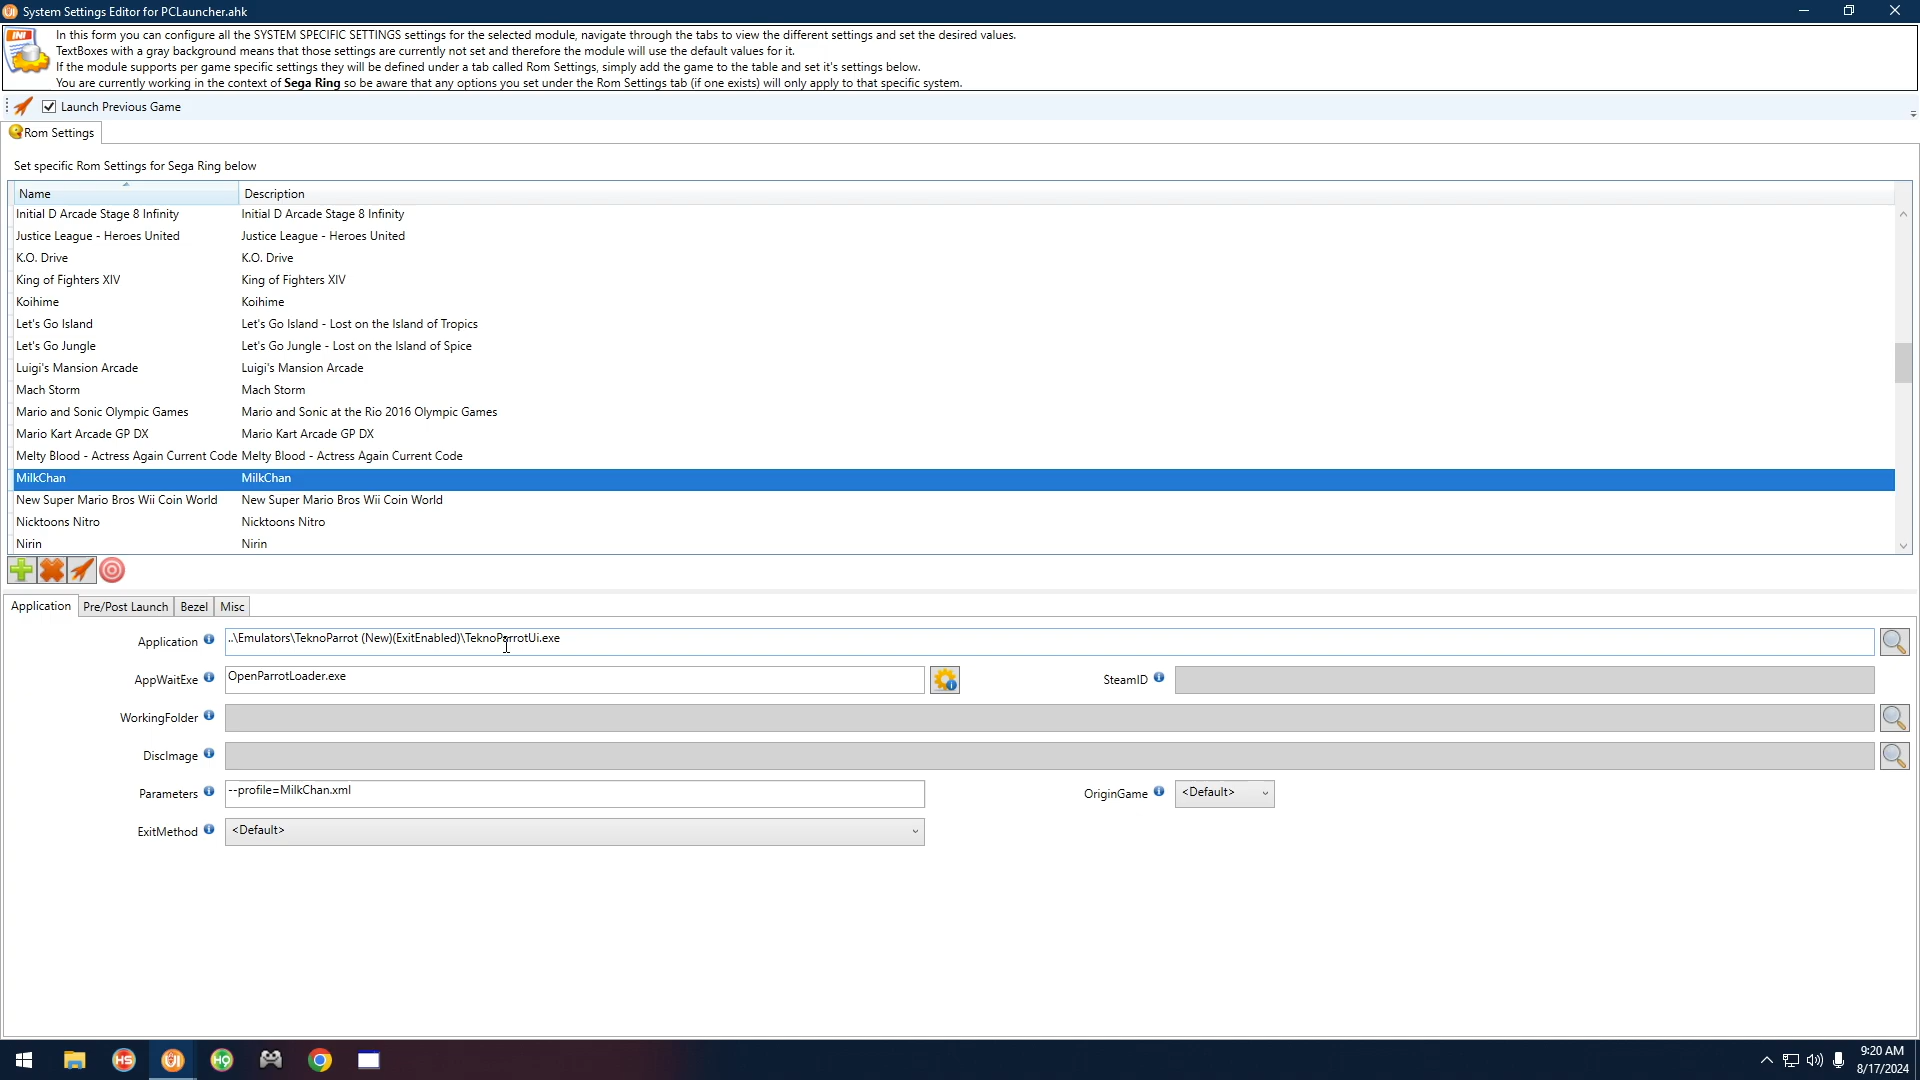 System Settings Editor for PCLauncher.ahk
In this form you can configure all the SYSTEM SPECIFIC SETTINGS settings for the selected module, navigate through the tabs to view the different settings and set the desired values.
TextBoxes with a gray background means that those settings are currently not set and therefore the module will use the default values for it.
If the module supports per game specific settings they will be defined under a tab called Rom Settings, simply add the game to the table and set it's settings below.
You are currently working in the context of Sega Ring so be aware that any options you set under the Rom Settings tab (if one exists) will only apply to that specific system.
Launch Previous Game
Rom Settings
Set specific Rom Settings for Sega Ring below
Name Description
Initial D Arcade Stage 8 Infinity Initial D Arcade Stage 8 Infinity
Justice League - Heroes United Justice League - Heroes United
K.O. Drive K.O. Drive
King of Fighters XIV King of Fighters XIV
Koihime Koihime
Let's Go Island Let's Go Island - Lost on the Island of Tropics
Let's Go Jungle Let's Go Jungle - Lost on the Island of Spice
Luigi's Mansion Arcade Luigi's Mansion Arcade
Mach Storm Mach Storm
Mario and Sonic Olympic Games Mario and Sonic at the Rio 2016 Olympic Games
Mario Kart Arcade GP DX Mario Kart Arcade GP DX
Melty Blood - Actress Again Current Code Melty Blood - Actress Again Current Code
MilkChan MilkChan
New Super Mario Bros Wii Coin World New Super Mario Bros Wii Coin World
Nicktoons Nitro Nicktoons Nitro
Nirin Nirin
Application Pre/Post Launch Bezel Misc
Application ..\Emulators\TeknoParrot (New)(ExitEnabled)\TeknoParrotUi.exe
AppWaitExe OpenParrotLoader.exe SteamID
WorkingFolder
DiscImage
Parameters --profile=MilkChan.xml OriginGame <Default>
ExitMethod <Default>
9:20 AM
8/17/2024